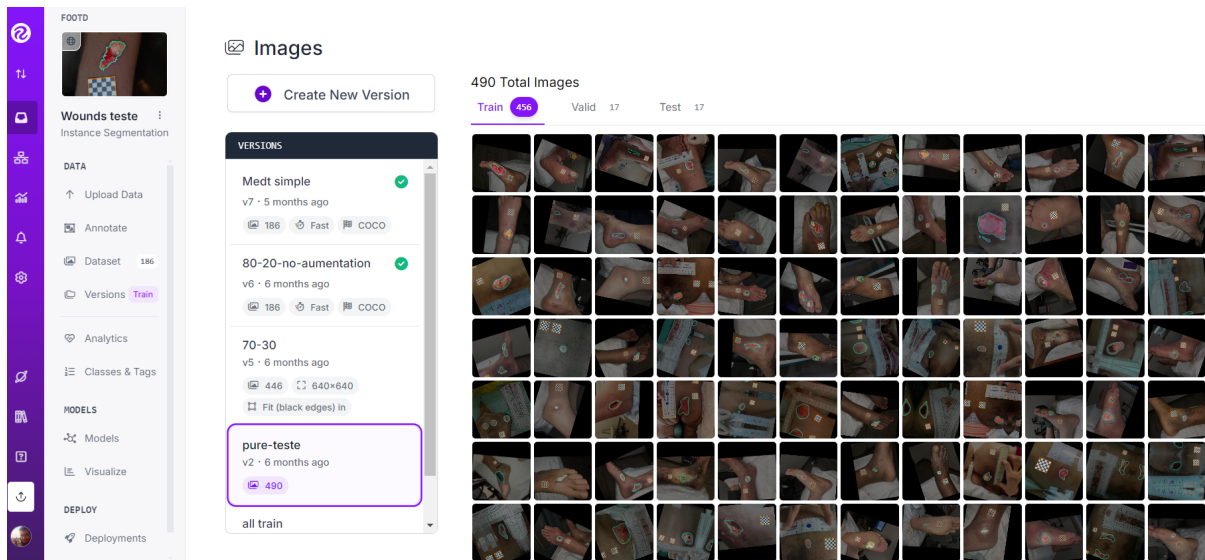 FOOTD
Wounds teste
Instance Segmentation
DATA
Upload Data
Annotate
Dataset 186
Versions Train
Analytics
Classes & Tags
MODELS
Models
Visualize
DEPLOY
Deployments
Images
Create New Version
VERSIONS
Medt simple
v7 · 5 months ago
186 Fast COCO
80-20-no-aumentation
v6 · 6 months ago
186 Fast COCO
70-30
v5 · 6 months ago
446 640×640
Fit (black edges) in
pure-teste
v2 · 6 months ago
490
all train
490 Total Images
Train 456 Valid 17 Test 17